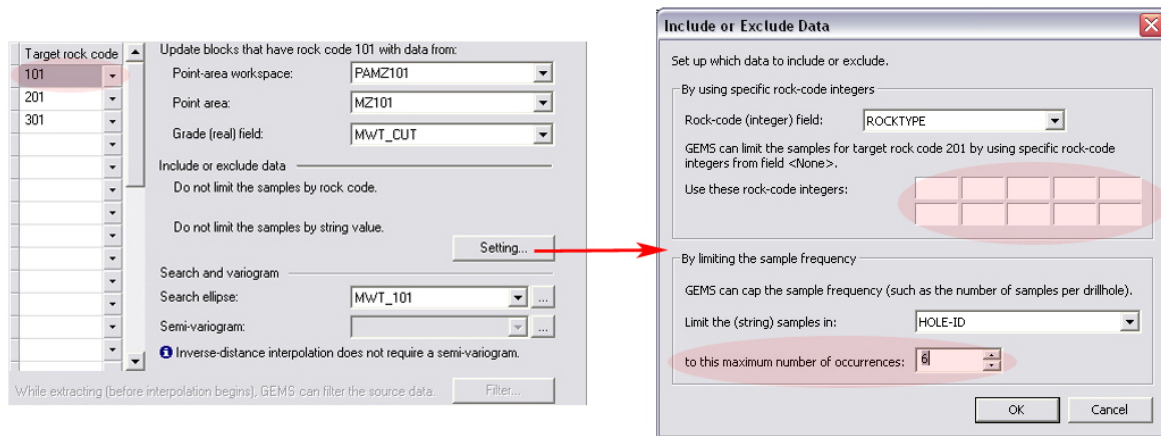 Target rock code
101
201
301
Update blocks that have rock code 101 with data from:
Point-area workspace: PAMZ101
Point area: MZ101
Grade (real) field: MWT_CUT
Include or exclude data
Do not limit the samples by rock code.
Do not limit the samples by string value.
Setting...
Search and variogram
Search ellipse: MWT_101 ...
Semi-variogram: ...
Inverse-distance interpolation does not require a semi-variogram.
While extracting (before interpolation begins), GEMS can filter the source data. Filter...
Include or Exclude Data
Set up which data to include or exclude.
By using specific rock-code integers
Rock-code (integer) field: ROCKTYPE
GEMS can limit the samples for target rock code 201 by using specific rock-code
integers from field <None>.
Use these rock-code integers:
By limiting the sample frequency
GEMS can cap the sample frequency (such as the number of samples per drillhole).
Limit the (string) samples in: HOLE-ID
to this maximum number of occurrences: 6
OK Cancel